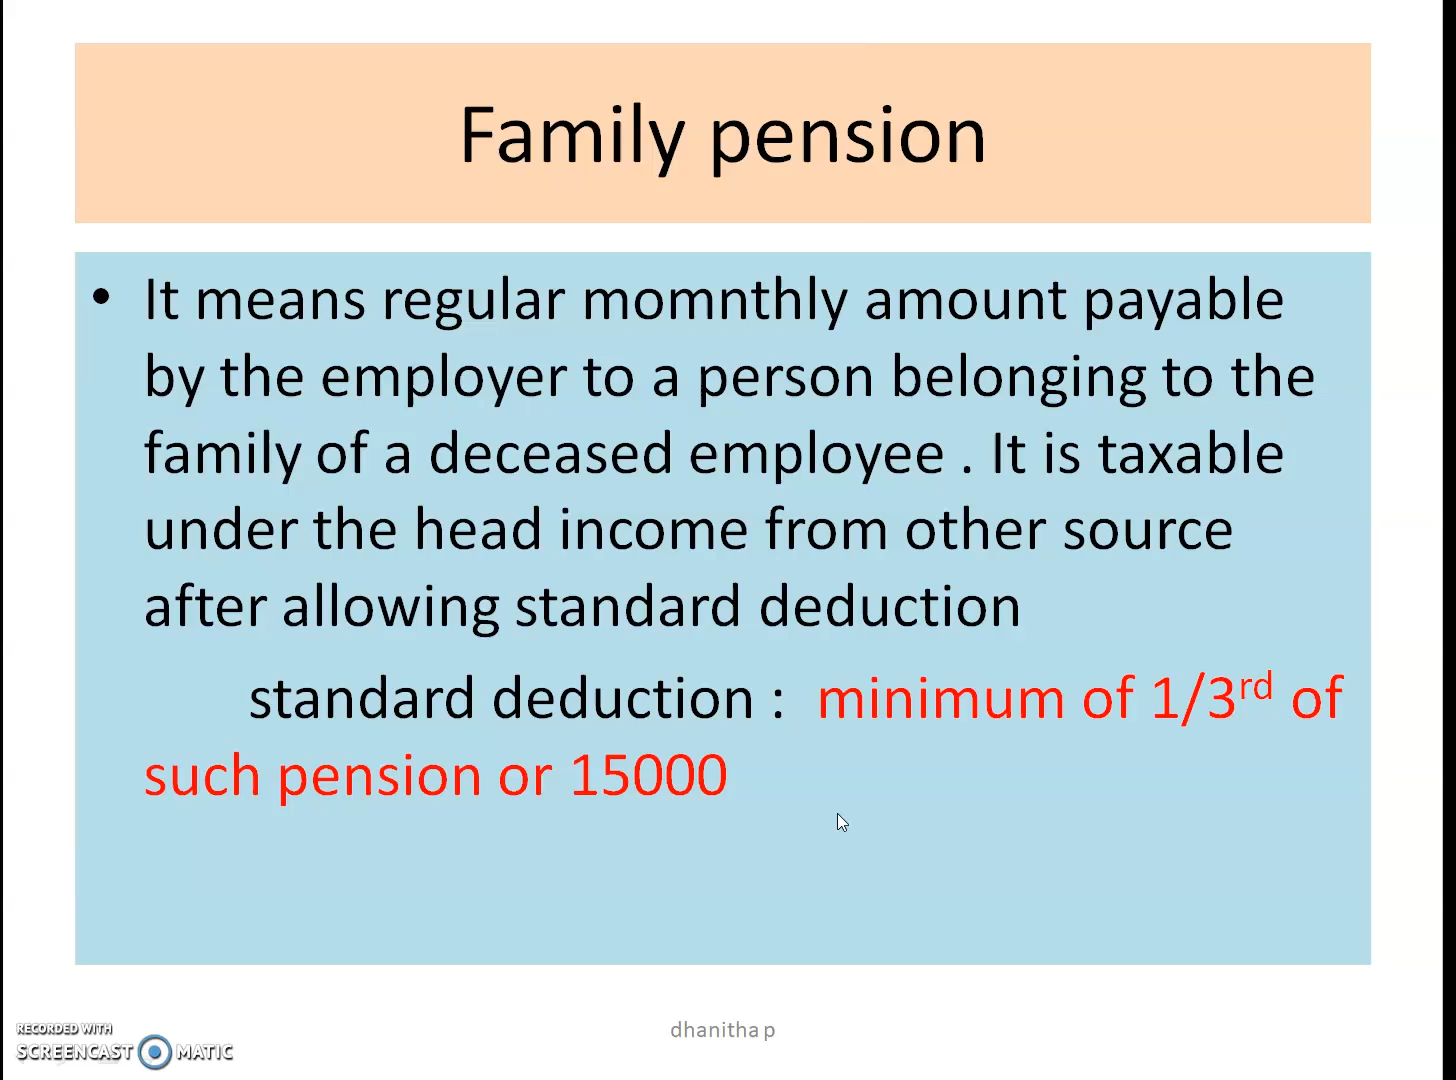 Family pension
• It means regular momnthly amount payable
by the employer to a person belonging to the
family of a deceased employee . It is taxable
under the head income from other source
after allowing standard deduction
standard deduction : minimum of 1/3rd of
such pension or 15000
dhanitha p
RECORDED WITH
SCREENCAST MATIC